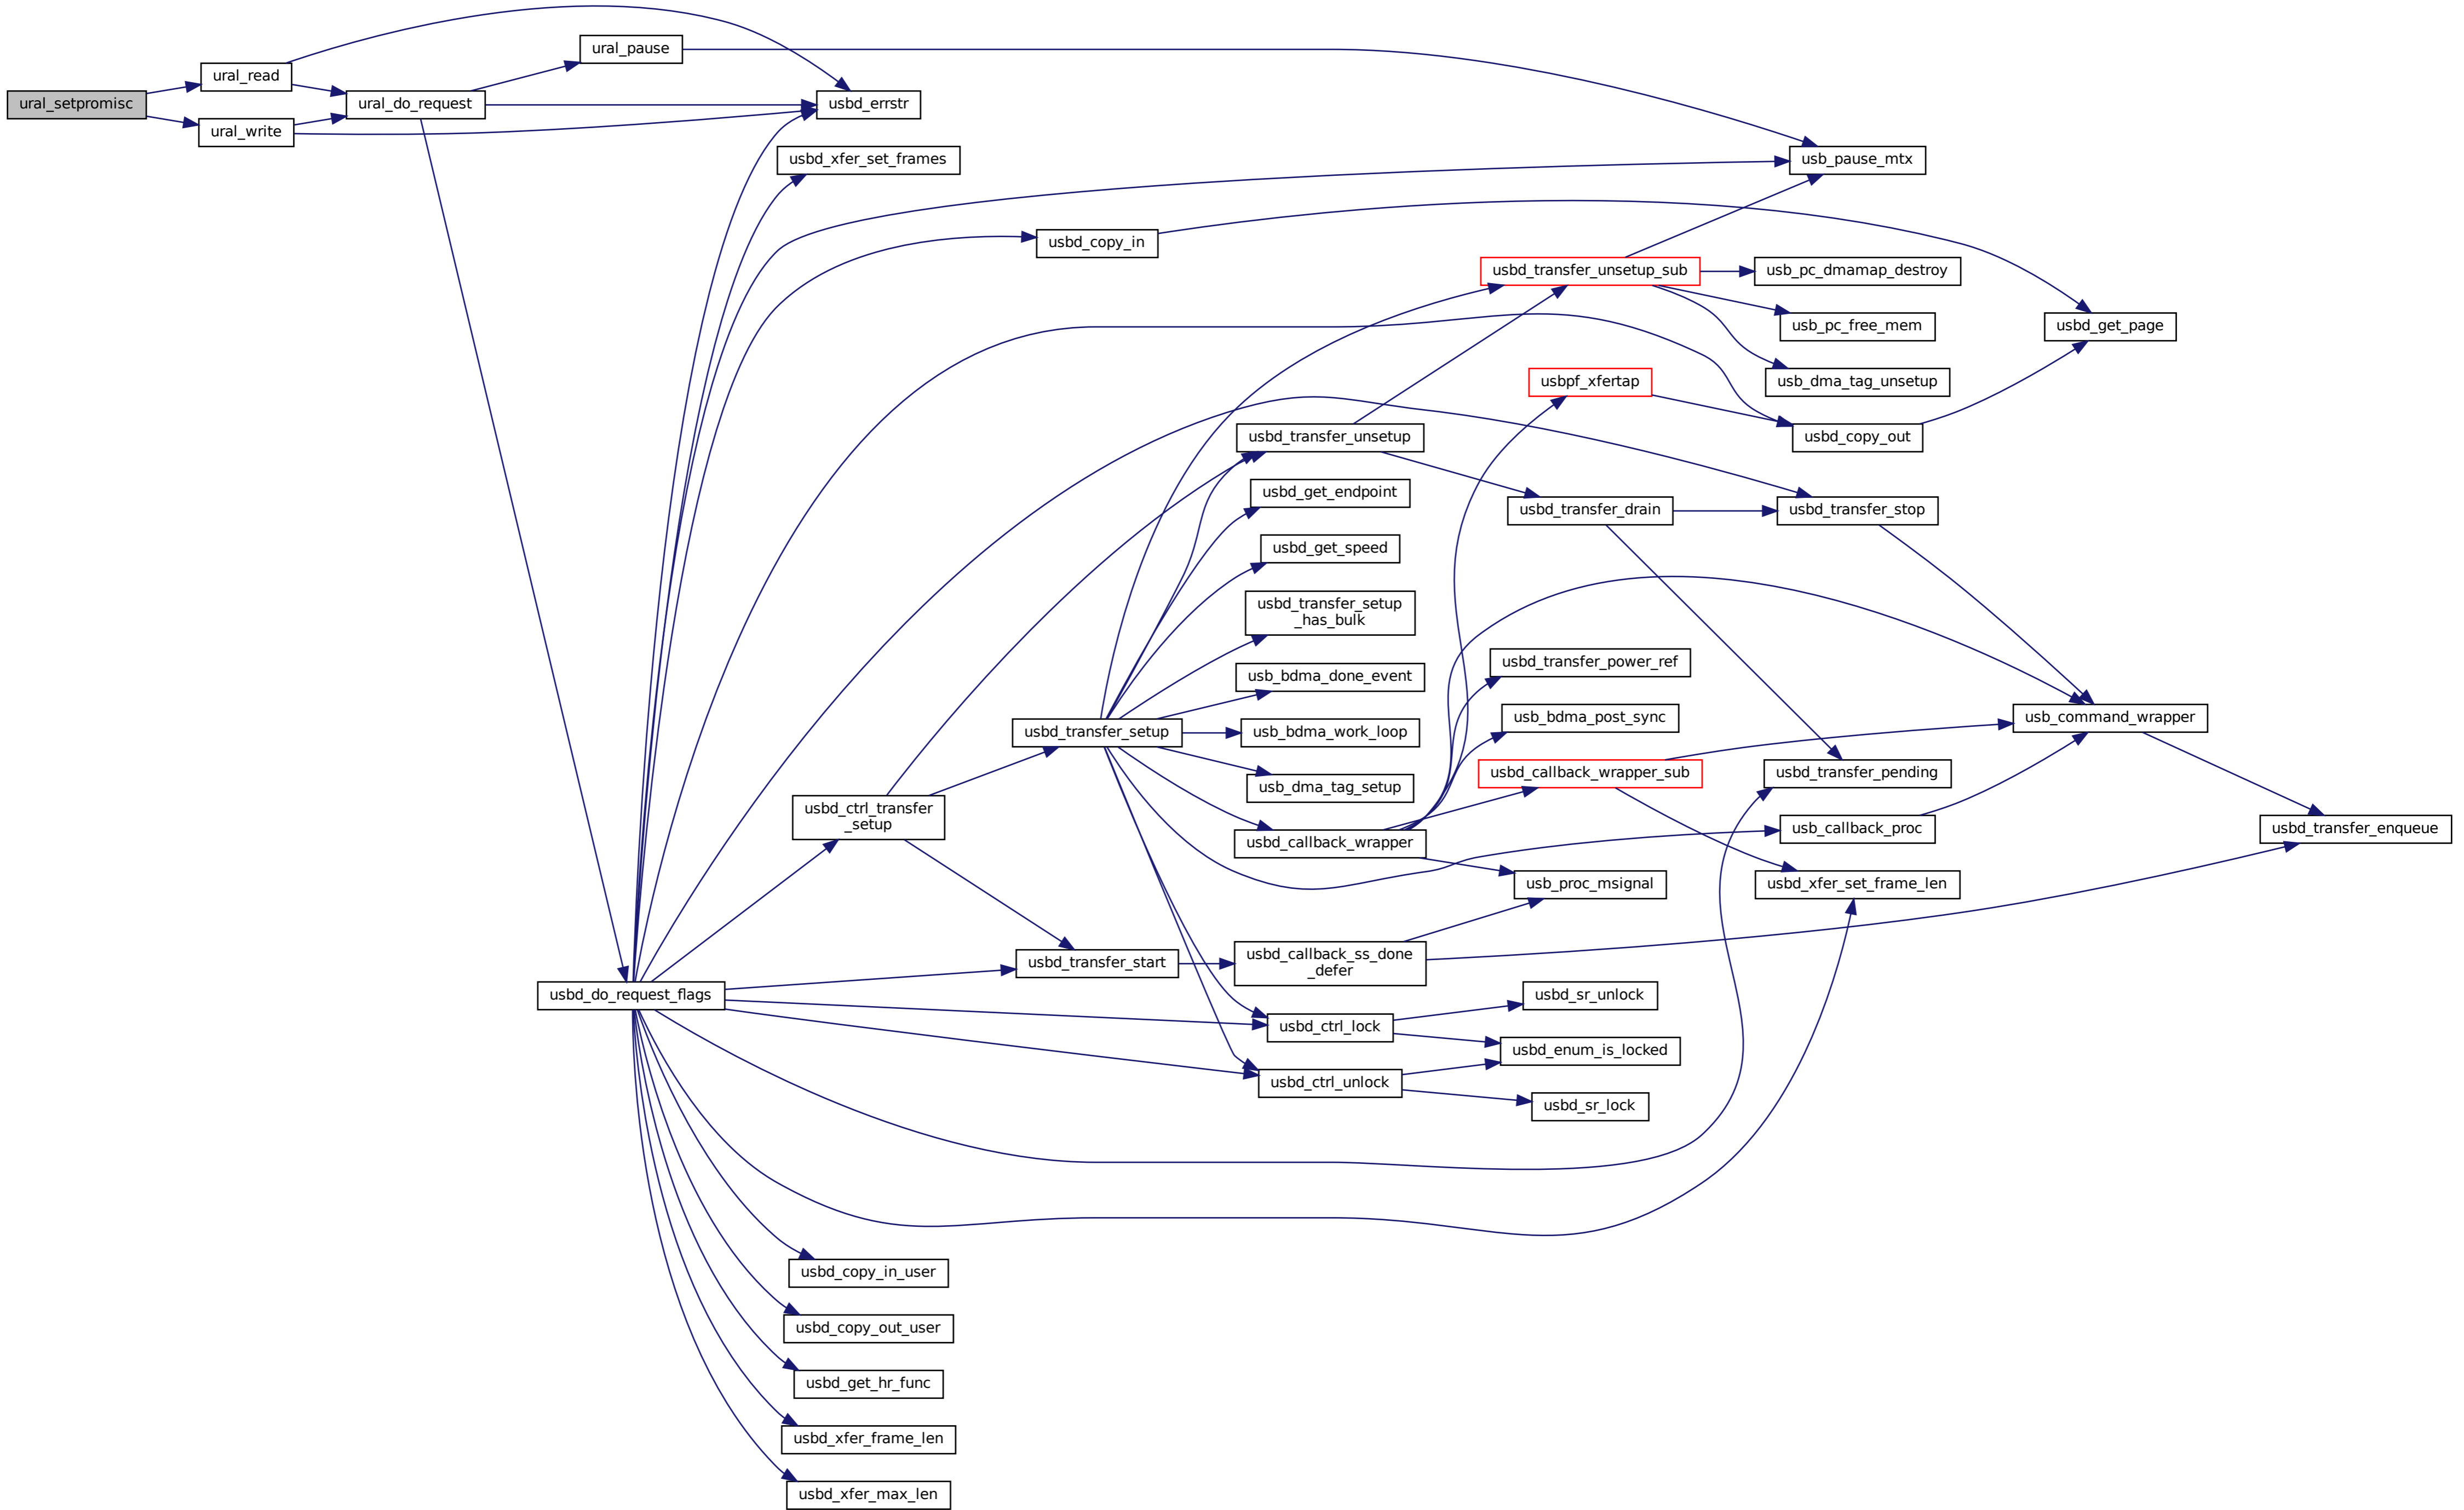 ural_setpromisc
ural_read
ural_write
ural_do_request
ural_pause
usbd_errstr
usbd_xfer_set_frames
usb_pause_mtx
usbd_copy_in
usbd_transfer_unsetup_sub
usb_pc_dmamap_destroy
usb_pc_free_mem
usbd_get_page
usb_dma_tag_unsetup
usbpf_xfertap
usbd_copy_out
usbd_transfer_unsetup
usbd_get_endpoint
usbd_transfer_drain
usbd_transfer_stop
usbd_get_speed
usbd_transfer_setup
_has_bulk
usbd_transfer_power_ref
usb_bdma_done_event
usb_bdma_post_sync
usb_command_wrapper
usbd_transfer_setup
usb_bdma_work_loop
usbd_callback_wrapper_sub
usbd_transfer_pending
usb_dma_tag_setup
usbd_ctrl_transfer
_setup
usbd_callback_wrapper
usb_callback_proc
usbd_transfer_enqueue
usb_proc_msignal
usbd_xfer_set_frame_len
usbd_transfer_start
usbd_callback_ss_done
_defer
usbd_do_request_flags
usbd_sr_unlock
usbd_ctrl_lock
usbd_enum_is_locked
usbd_ctrl_unlock
usbd_sr_lock
usbd_copy_in_user
usbd_copy_out_user
usbd_get_hr_func
usbd_xfer_frame_len
usbd_xfer_max_len